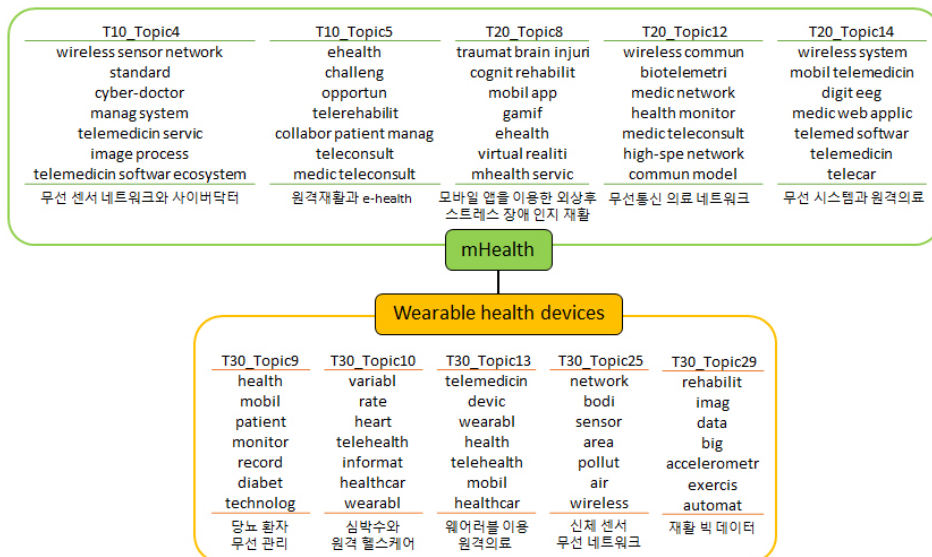 T10_Topic4
wireless sensor network
standard
cyber-doctor
manag system
telemedicin servic
image process
telemedicin softwar ecosystem
무선 센서 네트워크와 사이버닥터
T10_Topic5
ehealth
challeng
opportun
telerehabilit
collabor patient manag
teleconsult
medic teleconsult
원격재활과 e-health
T20_Topic8
traumat brain injuri
cognit rehabilit
mobil app
gamif
ehealth
virtual realiti
mhealth servic
모바일 앱을 이용한 외상후
스트레스 장애 인지 재활
T20_Topic12
wireless commun
biotelemetri
medic network
health monitor
medic teleconsult
high-spe network
commun model
무선통신 의료 네트워크
T20_Topic14
wireless system
mobil telemedicin
digit eeg
medic web applic
telemed softwar
telemedicin
telecar
무선 시스템과 원격의료
mHealth
Wearable health devices
T30_Topic9
health
mobil
patient
monitor
record
diabet
technolog
당뇨 환자
무선 관리
T30_Topic10
variabl
rate
heart
telehealth
informat
healthcar
wearabl
심박수와
원격 헬스케어
T30_Topic13
telemedicin
devic
wearabl
health
telehealth
mobil
healthcar
웨어러블 이용
원격의료
T30_Topic25
network
bodi
sensor
area
pollut
air
wireless
신체 센서
무선 네트워크
T30_Topic29
rehabilit
imag
data
big
accelerometr
exercis
automat
재활 빅 데이터